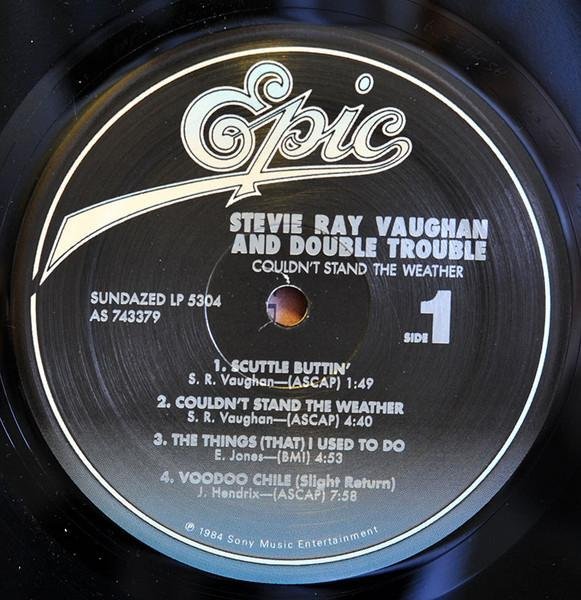 Epic
STEVIE RAY VAUGHAN
AND DOUBLE TROUBLE
COULDN'T STAND THE WEATHER
SUNDAZED LP 5304
AS 743379
SIDE 1
1. SCUTTLE BUTTIN'
S. R. Vaughan—(ASCAP) 1:49
2. COULDN'T STAND THE WEATHER
S. R. Vaughan—(ASCAP) 4:40
3. THE THINGS (THAT) I USED TO DO
E. Jones—(BMI) 4:53
4. VOODOO CHILE (Slight Return)
J. Hendrix—(ASCAP) 7:58
℗ 1984 Sony Music Entertainment